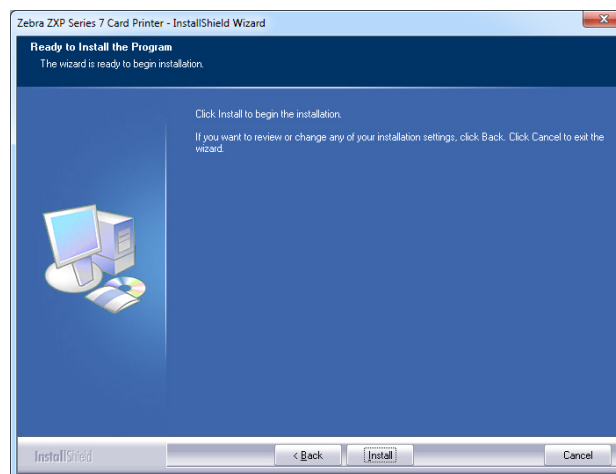 Zebra ZXP Series 7 Card Printer - InstallShield Wizard
Ready to Install the Program
The wizard is ready to begin installation.
Click Install to begin the installation.
If you want to review or change any of your installation settings, click Back. Click Cancel to exit the
wizard.
InstallShield
< Back
Install
Cancel